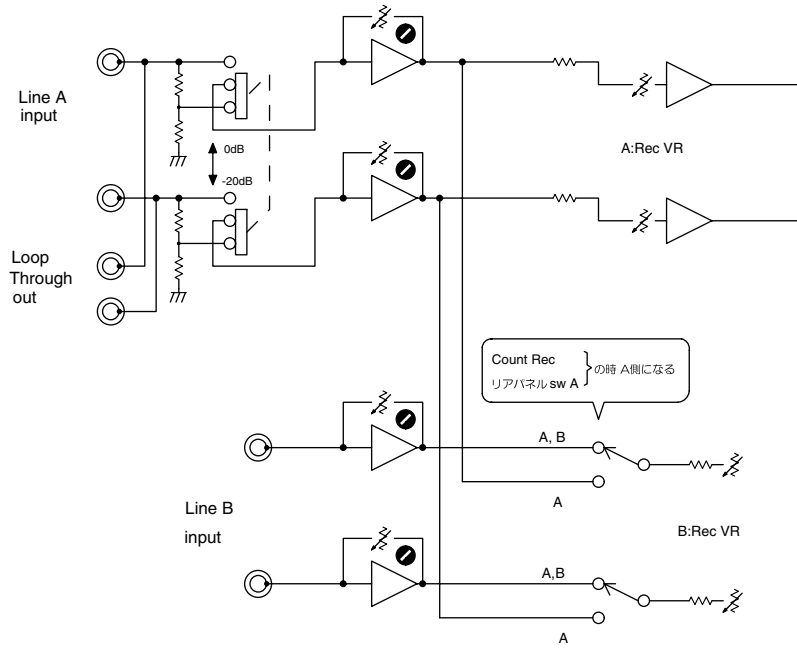 Line A
input
0dB
-20dB
A:Rec VR
Loop
Through
out
Count Rec
リアパネル sw A
の時 A側になる
A, B
A
Line B
input
B:Rec VR
A,B
A